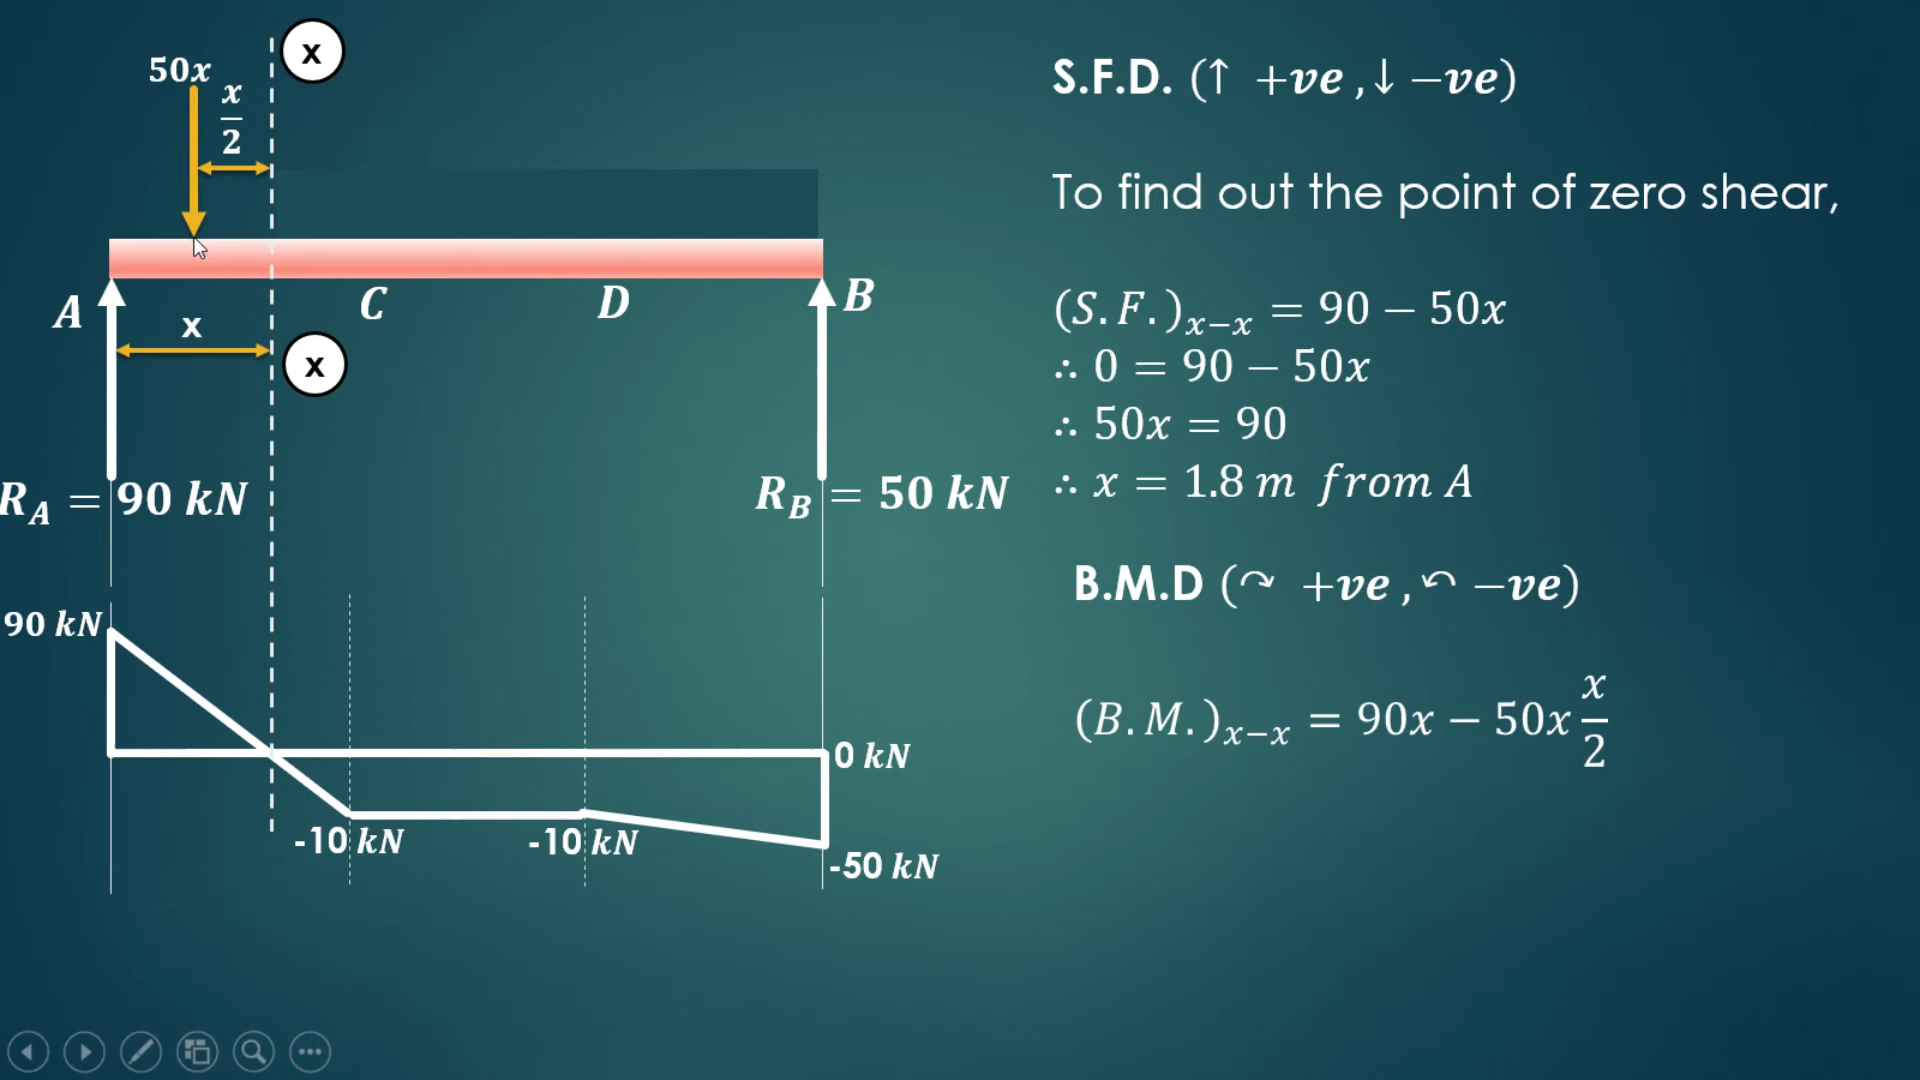 x
50x
x/2
A
C
D
B
x
x
R_A = 90 kN
R_B = 50 kN
90 kN
0 kN
-10 kN
-10 kN
-50 kN
S.F.D. (↑ +ve ,↓ −ve)
To find out the point of zero shear,
(S.F.)_{x−x} = 90 − 50x
∴ 0 = 90 − 50x
∴ 50x = 90
∴ x = 1.8 m from A
B.M.D (↷ +ve ,↶ −ve)
(B.M.)_{x−x} = 90x − 50x x/2